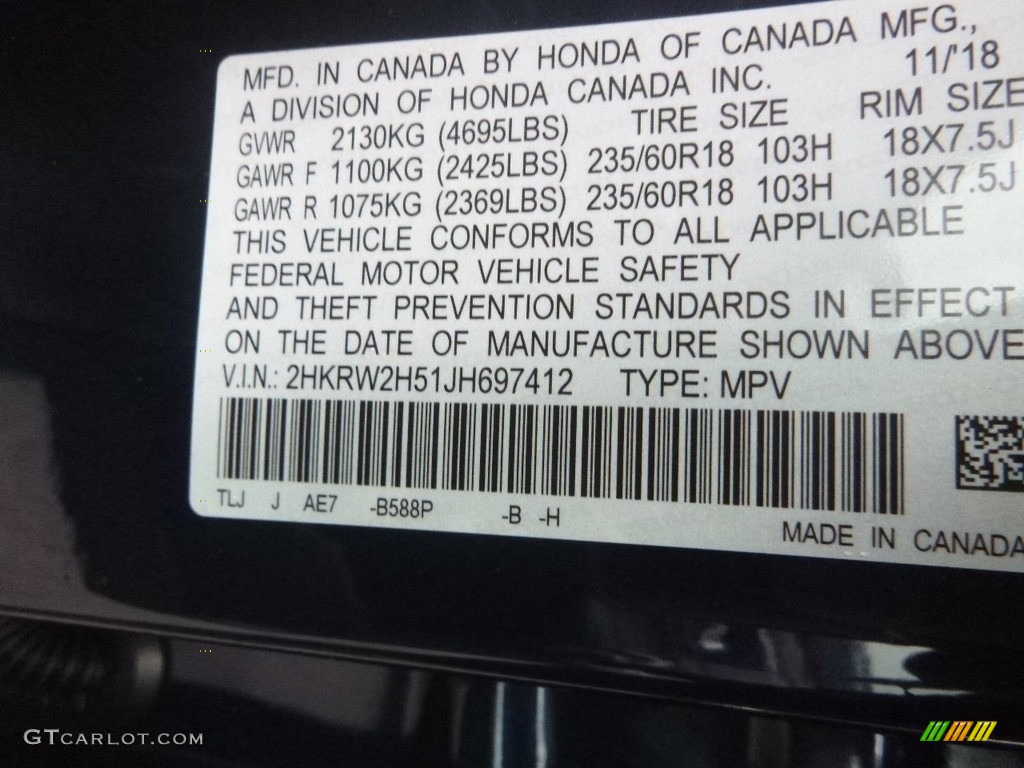 MFD. IN CANADA BY HONDA OF CANADA MFG.,
A DIVISION OF HONDA CANADA INC. 11/'18
GVWR 2130KG (4695LBS) TIRE SIZE RIM SIZE
GAWR F 1100KG (2425LBS) 235/60R18 103H 18X7.5J
GAWR R 1075KG (2369LBS) 235/60R18 103H 18X7.5J
THIS VEHICLE CONFORMS TO ALL APPLICABLE
FEDERAL MOTOR VEHICLE SAFETY
AND THEFT PREVENTION STANDARDS IN EFFECT
ON THE DATE OF MANUFACTURE SHOWN ABOVE
V.I.N.: 2HKRW2H51JH697412 TYPE: MPV
TLJ J AE7 -B588P -B -H
MADE IN CANADA
GTCARLOT.COM